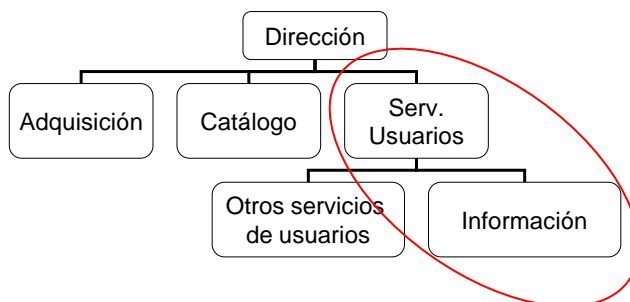 Dirección
Adquisición
Catálogo
Serv.
Usuarios
Otros servicios
de usuarios
Información